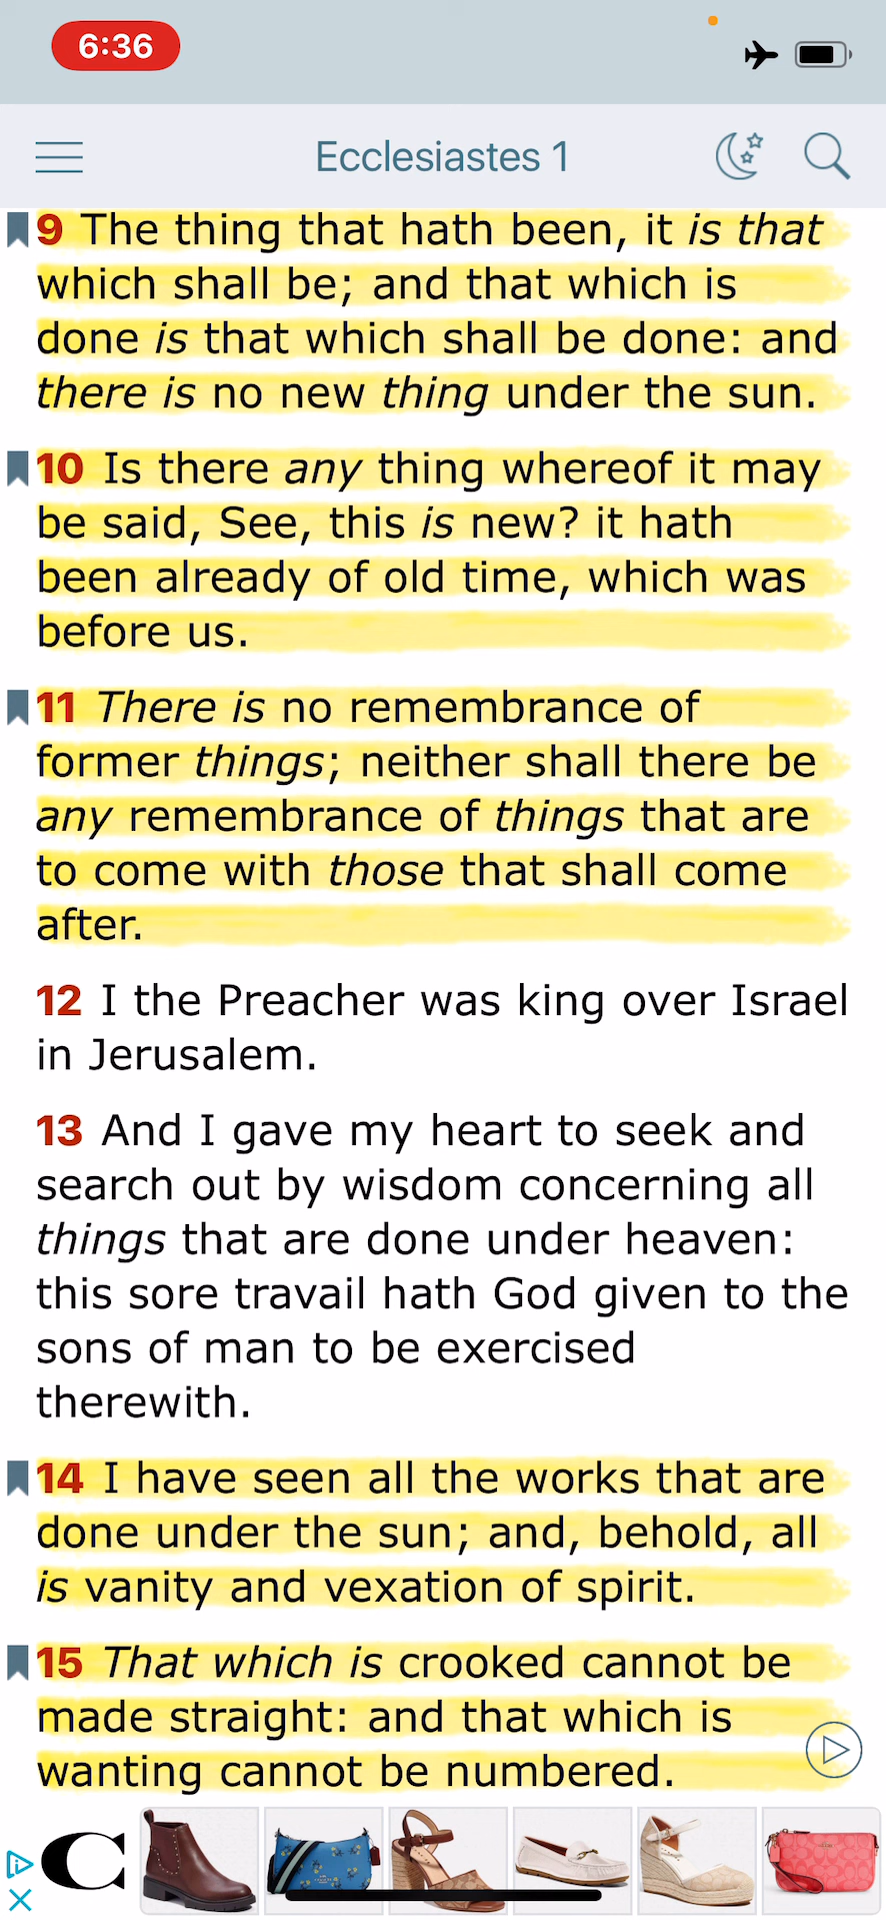 6:36
Ecclesiastes 1
9 The thing that hath been, it is that
which shall be; and that which is
done is that which shall be done: and
there is no new thing under the sun.
10 Is there any thing whereof it may
be said, See, this is new? it hath
been already of old time, which was
before us.
11 There is no remembrance of
former things; neither shall there be
any remembrance of things that are
to come with those that shall come
after.
12 I the Preacher was king over Israel
in Jerusalem.
13 And I gave my heart to seek and
search out by wisdom concerning all
things that are done under heaven:
this sore travail hath God given to the
sons of man to be exercised
therewith.
14 I have seen all the works that are
done under the sun; and, behold, all
is vanity and vexation of spirit.
15 That which is crooked cannot be
made straight: and that which is
wanting cannot be numbered.
C